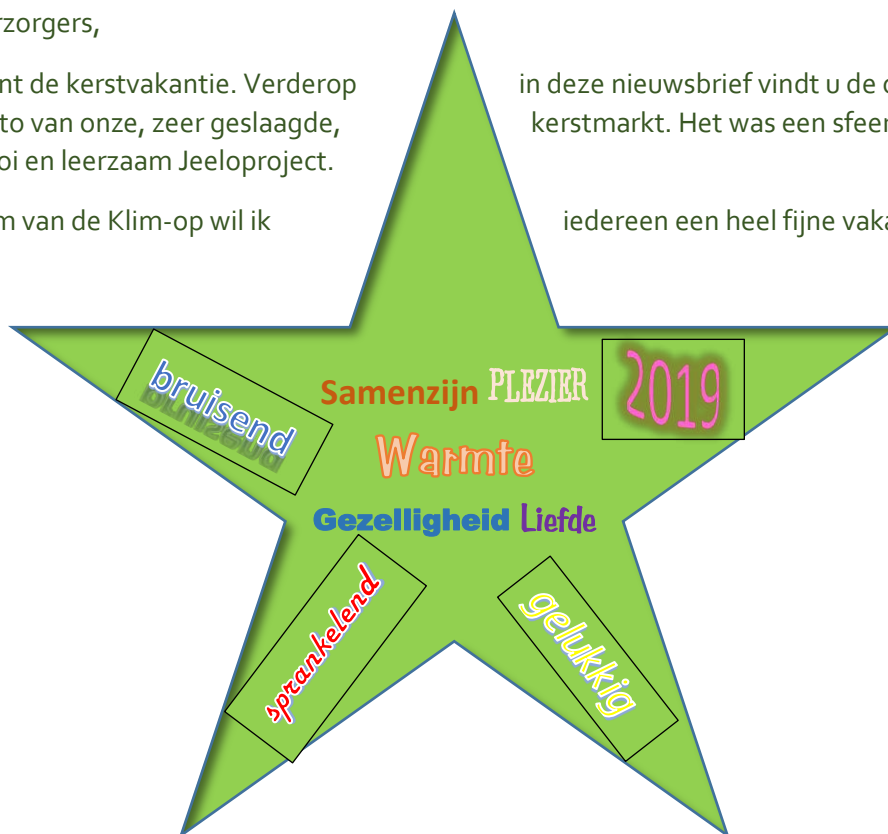 rzorgers,
nt de kerstvakantie. Verderop in deze nieuwsbrief vindt u de
to van onze, zeer geslaagde, kerstmarkt. Het was een sfeer
oi en leerzaam Jeeloproject.
m van de Klim-op wil ik iedereen een heel fijne vaka
bruisend
Samenzijn PLEZIER 2019
Warmte
Gezelligheid Liefde
sprankelend
gelukkig